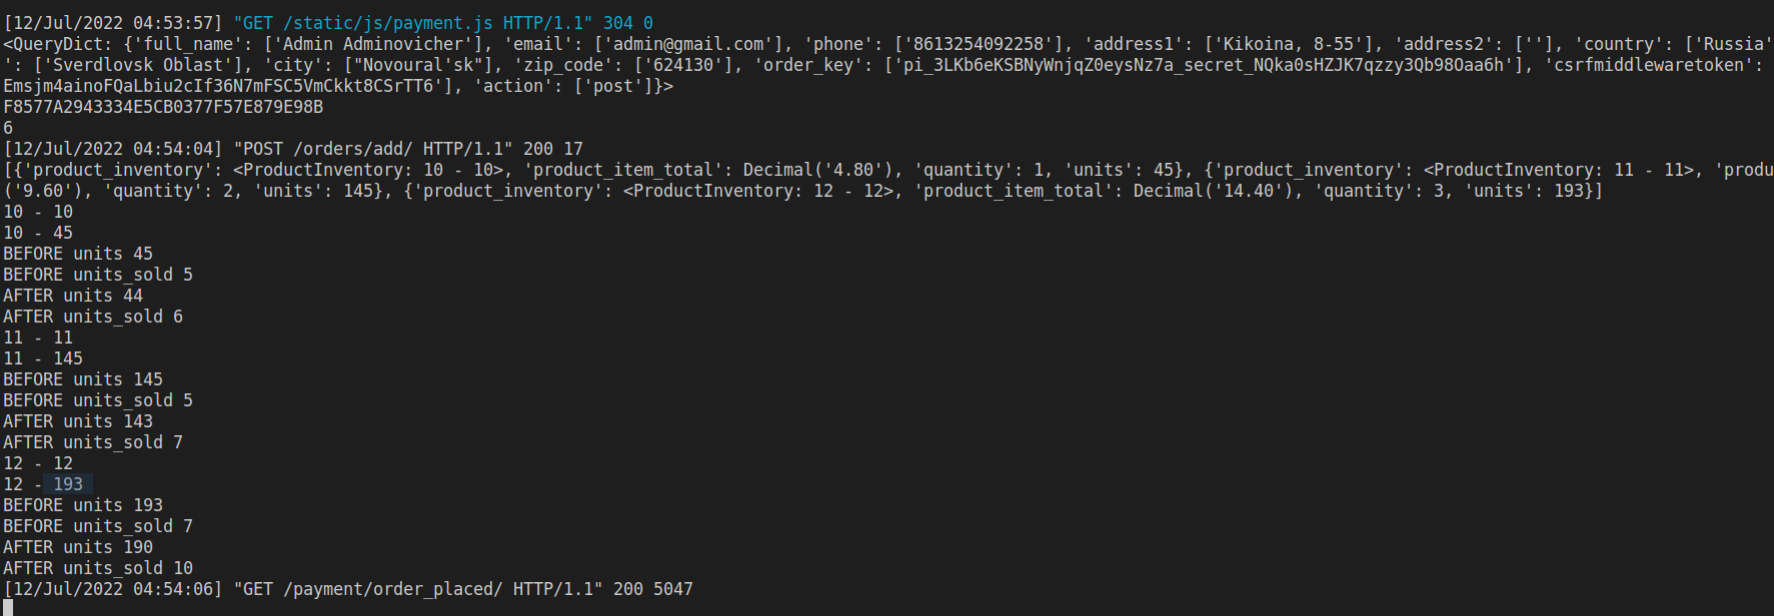 [12/Jul/2022 04:53:57] "GET /static/js/payment.js HTTP/1.1" 304 0
<QueryDict: {'full_name': ['Admin Adminovicher'], 'email': ['admin@gmail.com'], 'phone': ['8613254092258'], 'address1': ['Kikoina, 8-55'], 'address2': [''], 'country': ['Russia'
': ['Sverdlovsk Oblast'], 'city': ["Novoural'sk"], 'zip_code': ['624130'], 'order_key': ['pi_3LKb6eKSBNyWnjqZ0eysNz7a_secret_NQka0sHZJK7qzzy3Qb98Oaa6h'], 'csrfmiddlewaretoken':
Emsjm4ainoFQaLbiu2cIf36N7mFSC5VmCkkt8CSrTT6'], 'action': ['post']}>
F8577A2943334E5CB0377F57E879E98B
6
[12/Jul/2022 04:54:04] "POST /orders/add/ HTTP/1.1" 200 17
[{'product_inventory': <ProductInventory: 10 - 10>, 'product_item_total': Decimal('4.80'), 'quantity': 1, 'units': 45}, {'product_inventory': <ProductInventory: 11 - 11>, 'produ
('9.60'), 'quantity': 2, 'units': 145}, {'product_inventory': <ProductInventory: 12 - 12>, 'product_item_total': Decimal('14.40'), 'quantity': 3, 'units': 193}]
10 - 10
10 - 45
BEFORE units 45
BEFORE units_sold 5
AFTER units 44
AFTER units_sold 6
11 - 11
11 - 145
BEFORE units 145
BEFORE units_sold 5
AFTER units 143
AFTER units_sold 7
12 - 12
12 - 193
BEFORE units 193
BEFORE units_sold 7
AFTER units 190
AFTER units_sold 10
[12/Jul/2022 04:54:06] "GET /payment/order_placed/ HTTP/1.1" 200 5047